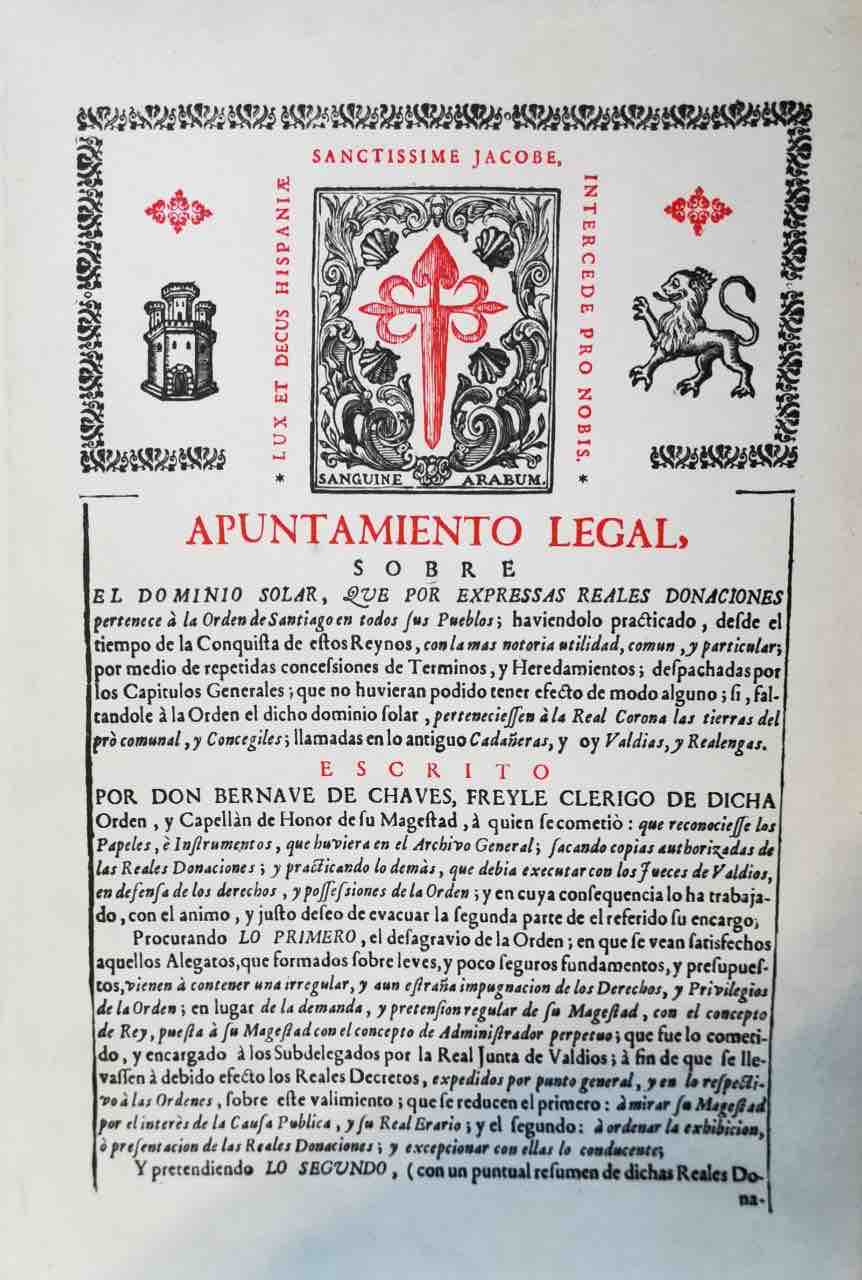 SANCTISSIME JACOBE,
LUX ET DECUS HISPANIÆ
INTERCEDE PRO NOBIS.
* SANGUINE ARABUM. *
APUNTAMIENTO LEGAL,
SOBRE
EL DOMINIO SOLAR, QUE POR EXPRESSAS REALES DONACIONES
pertenece à la Orden de Santiago en todos ſus Pueblos; haviendolo practicado, deſde el
tiempo de la Conquiſta de eſtos Reynos, con la mas notoria utilidad, comun, y particular;
por medio de repetidas conceſsiones de Terminos, y Heredamientos; deſpachadas por
los Capitulos Generales; que no huvieran podido tener efecto de modo alguno; ſi, fal-
tandole à la Orden el dicho dominio ſolar, pertenecieſſen à la Real Corona las tierras del
prò comunal, y Concegiles; llamadas en lo antiguo Cadañeras, y oy Valdias, y Realengas.
ESCRITO
POR DON BERNAVE DE CHAVES, FREYLE CLERIGO DE DICHA
Orden, y Capellàn de Honor de ſu Mageſtad, à quien ſe cometiò: que reconocieſſe los
Papeles, è Inſtrumentos, que huviera en el Archivo General; ſacando copias authorizadas de
las Reales Donaciones; y practicando lo demàs, que debia executar con los Jueces de Valdios,
en defenſa de los derechos, y poſſeſsiones de la Orden; y en cuya conſequencia lo ha trabaja-
do, con el animo, y juſto deſeo de evacuar la ſegunda parte de el referido ſu encargo;
Procurando LO PRIMERO, el deſagravio de la Orden; en que ſe vean ſatisfechos
aquellos Alegatos, que formados ſobre leves, y poco ſeguros fundamentos, y preſupueſ-
tos, vienen à contener una irregular, y aun eſtraña impugnacion de los Derechos, y Privilegios
de la Orden; en lugar de la demanda, y pretenſion regular de ſu Mageſtad, con el concepto
de Rey, pueſta à ſu Mageſtad con el concepto de Adminiſtrador perpetuo; que fue lo cometi-
do, y encargado à los Subdelegados por la Real Junta de Valdios; à fin de que ſe lle-
vaſſen à debido efecto los Reales Decretos, expedidos por punto general, y en lo reſpecti-
vo à las Ordenes, ſobre eſte valimiento; que ſe reducen el primero: à mirar ſu Mageſtad
por el interès de la Cauſa Publica, y ſu Real Erario; y el ſegundo: à ordenar la exhibicion,
ò preſentacion de las Reales Donaciones; y excepcionar con ellas lo conducente;
Y pretendiendo LO SEGUNDO, (con un puntual reſumen de dichas Reales Do-
na-